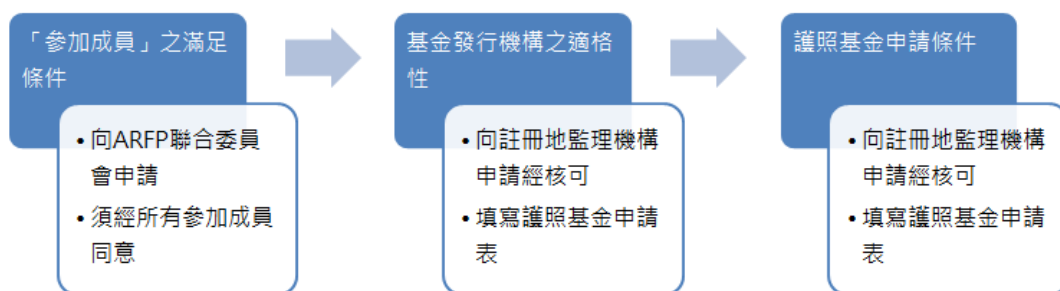 「參加成員」之滿足
條件
• 向ARFP聯合委員
會申請
• 須經所有參加成員
同意
基金發行機構之適格
性
• 向註冊地監理機構
申請經核可
• 填寫護照基金申請
表
護照基金申請條件
• 向註冊地監理機構
申請經核可
• 填寫護照基金申請
表